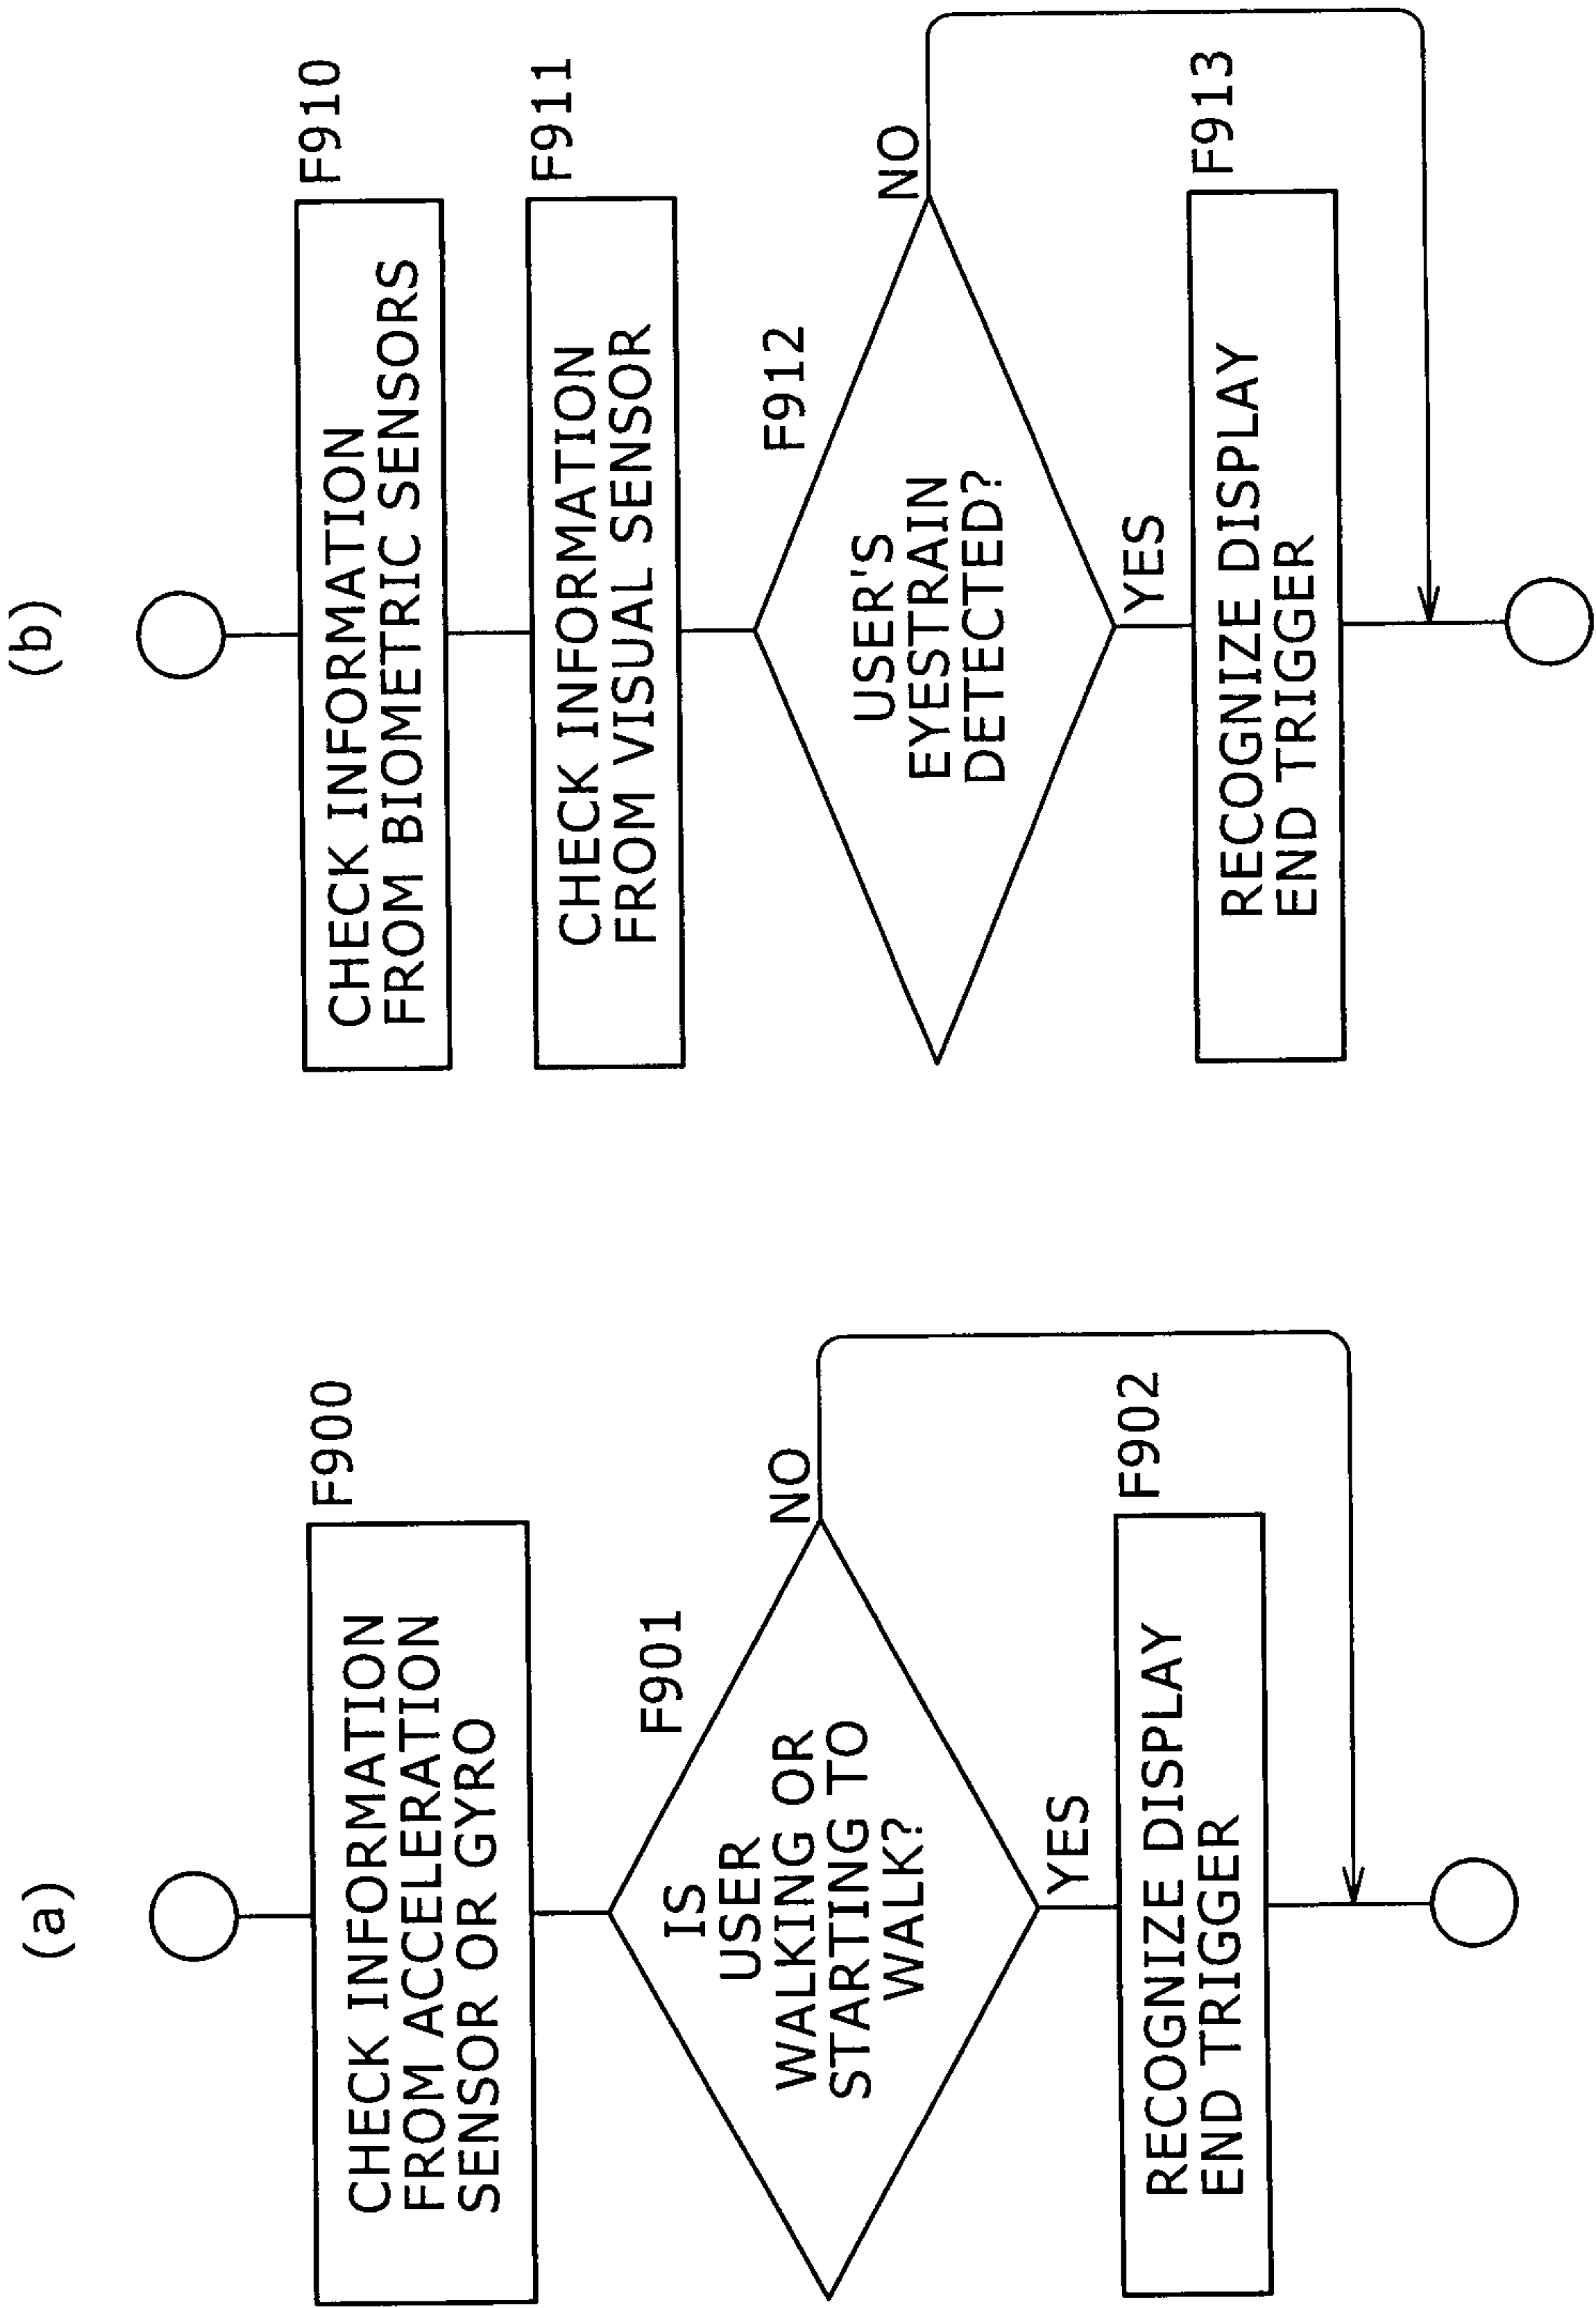 (a)
F900
CHECK INFORMATION
FROM ACCELERATION
SENSOR OR GYRO
F901
IS
USER
WALKING OR
STARTING TO
WALK?
NO
YES
F902
RECOGNIZE DISPLAY
END TRIGGER
(b)
F910
CHECK INFORMATION
FROM BIOMETRIC SENSORS
F911
CHECK INFORMATION
FROM VISUAL SENSOR
F912
USER'S
EYESTRAIN
DETECTED?
NO
YES
F913
RECOGNIZE DISPLAY
END TRIGGER